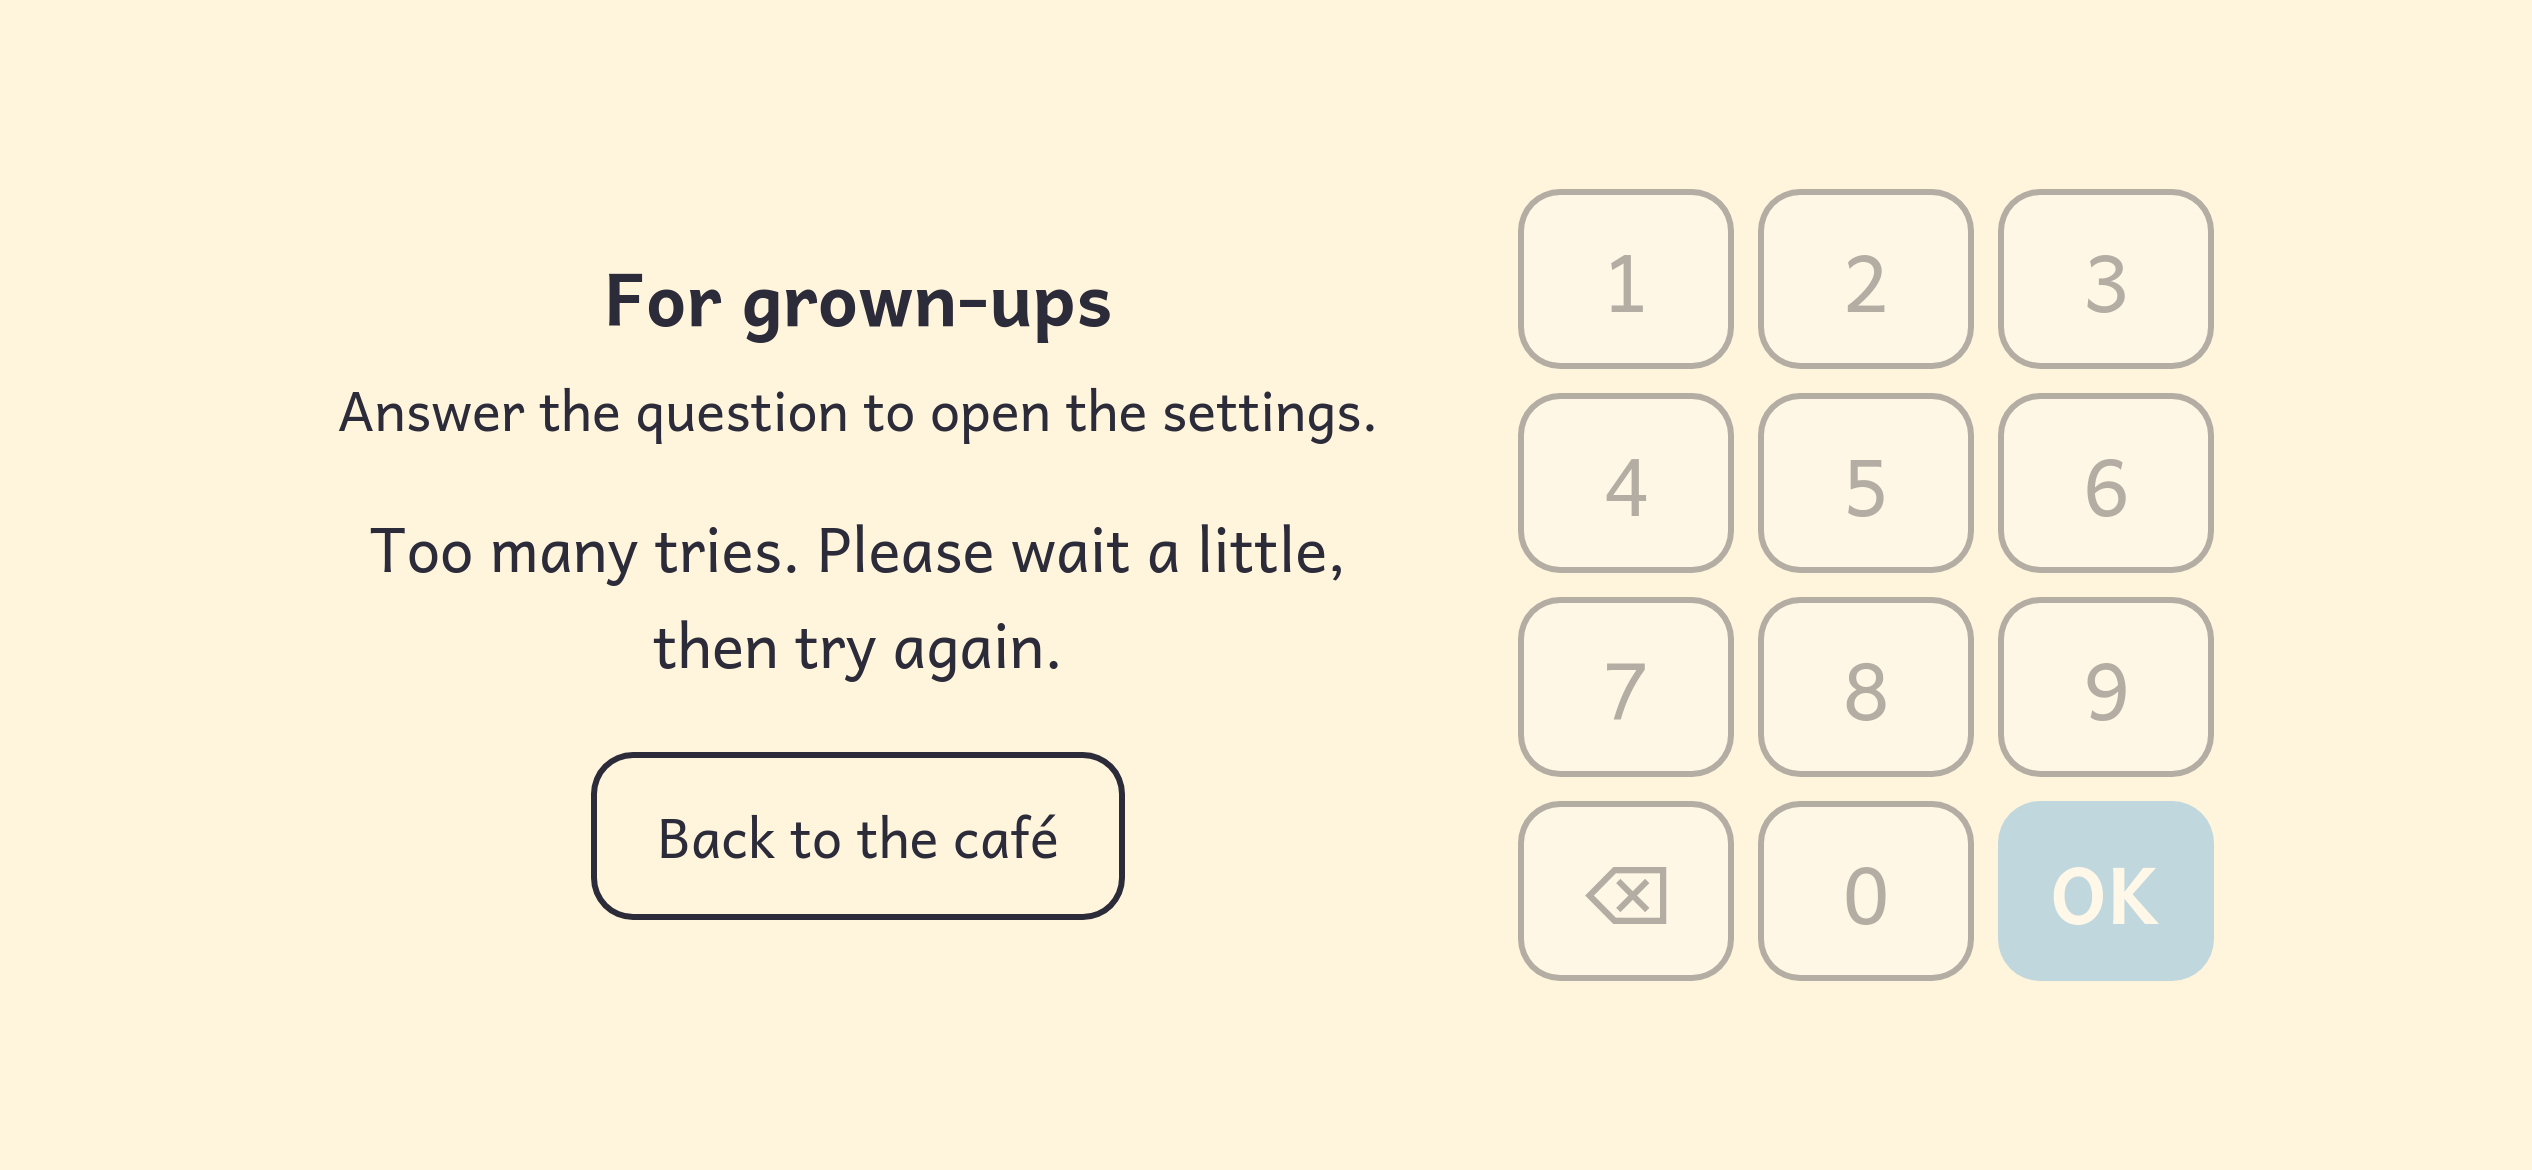 For grown-ups
Answer the question to open the settings.
Too many tries. Please wait a little,
then try again.
Back to the café
1 2 3
4 5 6
7 8 9
0 OK